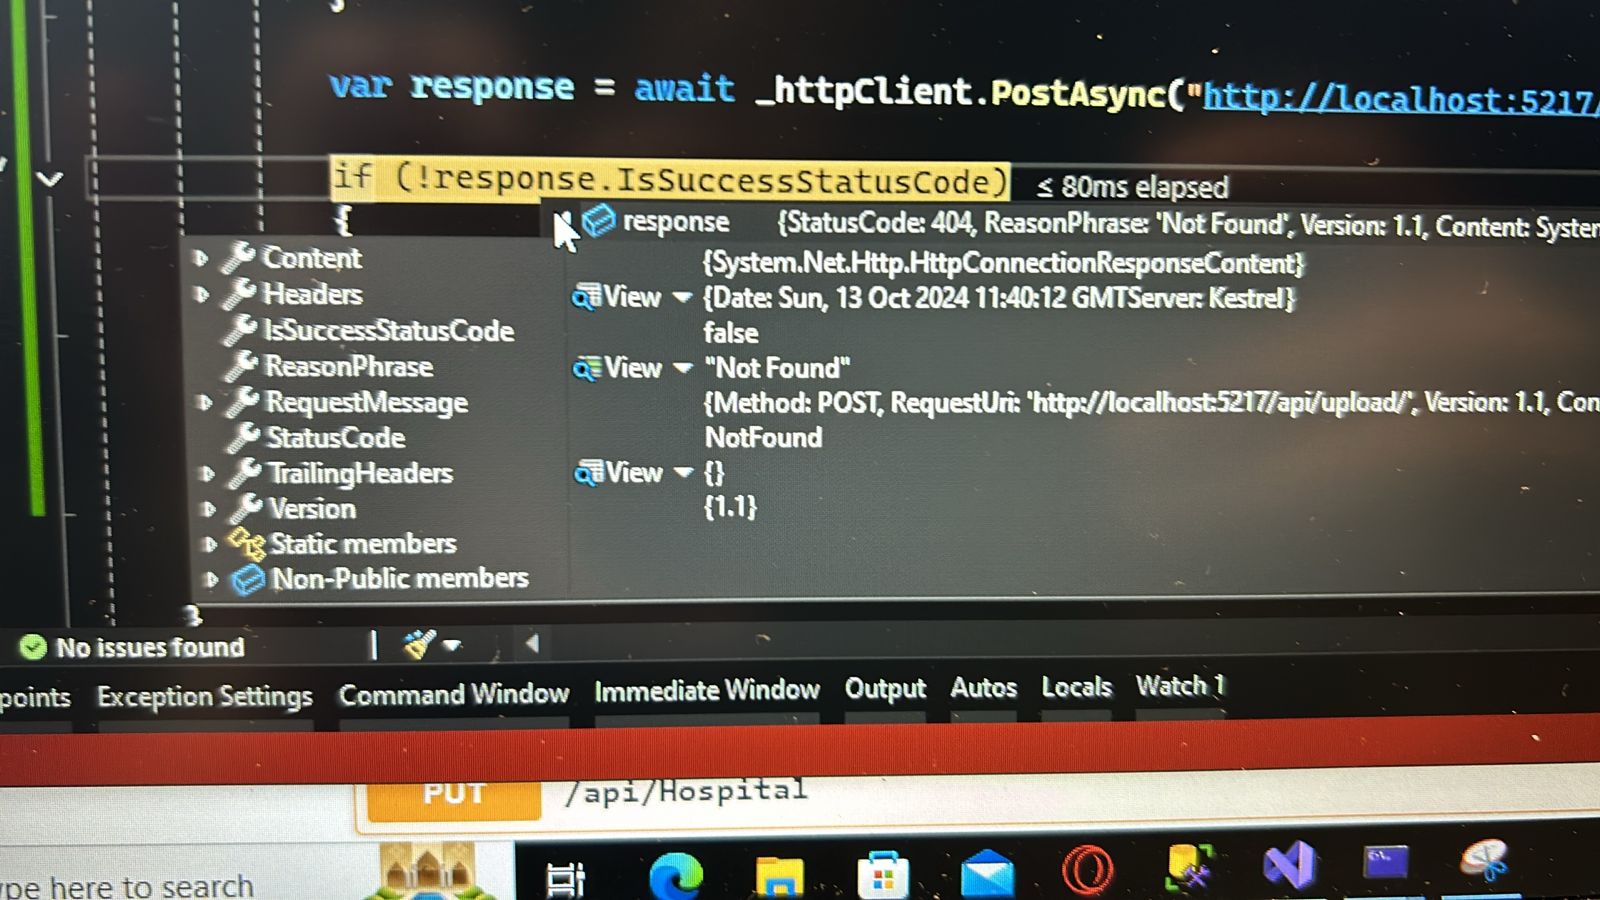 var response = await _httpClient.PostAsync("http://localhost:5217/
if (!response.IsSuccessStatusCode) ≤ 80ms elapsed
{
response {StatusCode: 404, ReasonPhrase: 'Not Found', Version: 1.1, Content: System
Content {System.Net.Http.HttpConnectionResponseContent}
Headers View {Date: Sun, 13 Oct 2024 11:40:12 GMTServer: Kestrel}
IsSuccessStatusCode false
ReasonPhrase View "Not Found"
RequestMessage {Method: POST, RequestUri: 'http://localhost:5217/api/upload/', Version: 1.1, Con
StatusCode NotFound
TrailingHeaders View {}
Version {1.1}
Static members
Non-Public members
}
No issues found
points Exception Settings Command Window Immediate Window Output Autos Locals Watch 1
PUT /api/Hospital
ype here to search